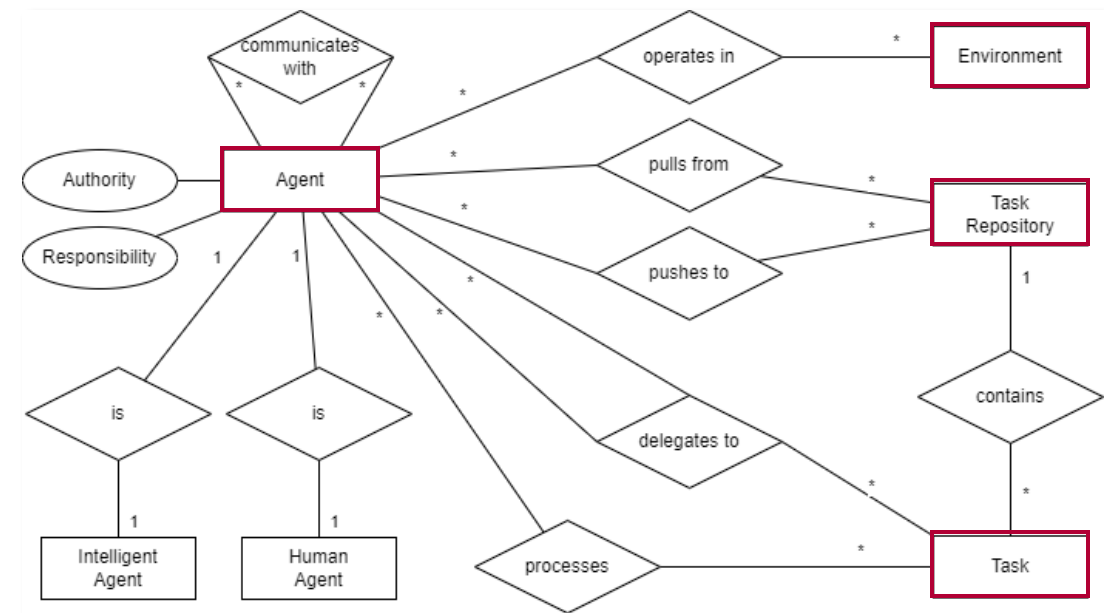 communicates
with
*
*
operates in
*
*
Environment
Authority
Agent
*
pulls from
*
Task
Repository
Responsibility
*
pushes to
*
1
1
*
*
*
1
is
is
contains
delegates to
*
*
1
1
*
Intelligent
Agent
Human
Agent
processes
Task